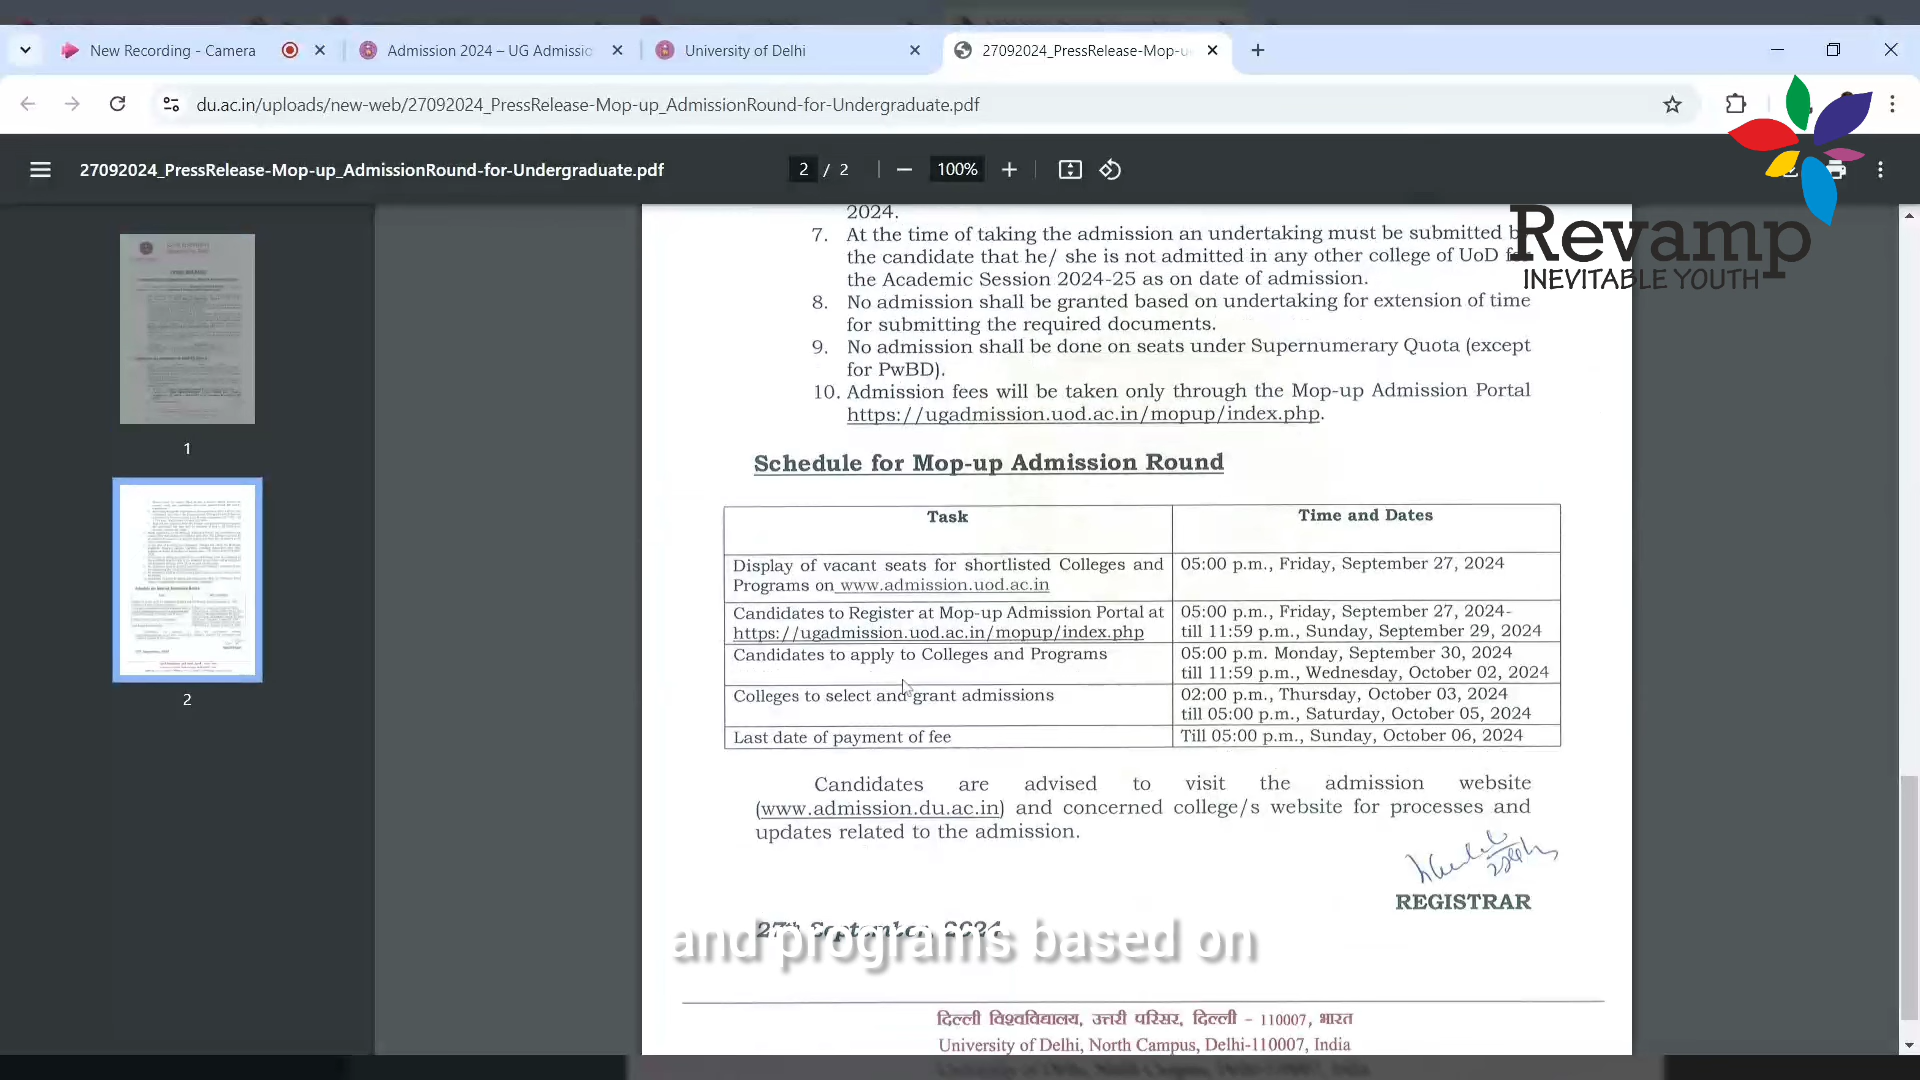 New Recording - Camera
Admission 2024 – UG Admissio
University of Delhi
27092024_PressRelease-Mop-u
du.ac.in/uploads/new-web/27092024_PressRelease-Mop-up_AdmissionRound-for-Undergraduate.pdf
27092024_PressRelease-Mop-up_AdmissionRound-for-Undergraduate.pdf
2 / 2
100%
Revamp
INEVITABLE YOUTH
1
2
2024.
7. At the time of taking the admission an undertaking must be submitted b
the candidate that he/ she is not admitted in any other college of UoD f
the Academic Session 2024-25 as on date of admission.
8. No admission shall be granted based on undertaking for extension of time
for submitting the required documents.
9. No admission shall be done on seats under Supernumerary Quota (except
for PwBD).
10. Admission fees will be taken only through the Mop-up Admission Portal
https://ugadmission.uod.ac.in/mopup/index.php.
Schedule for Mop-up Admission Round
Task
Time and Dates
Display of vacant seats for shortlisted Colleges and
Programs on www.admission.uod.ac.in
05:00 p.m., Friday, September 27, 2024
Candidates to Register at Mop-up Admission Portal at
https://ugadmission.uod.ac.in/mopup/index.php
05:00 p.m., Friday, September 27, 2024-
till 11:59 p.m., Sunday, September 29, 2024
Candidates to apply to Colleges and Programs
05:00 p.m. Monday, September 30, 2024
till 11:59 p.m., Wednesday, October 02, 2024
Colleges to select and grant admissions
02:00 p.m., Thursday, October 03, 2024
till 05:00 p.m., Saturday, October 05, 2024
Last date of payment of fee
Till 05:00 p.m., Sunday, October 06, 2024
Candidates are advised to visit the admission website
(www.admission.du.ac.in) and concerned college/s website for processes and
updates related to the admission.
REGISTRAR
27th September, 2024
and programs based on
दिल्ली विश्वविद्यालय, उत्तरी परिसर, दिल्ली - 110007, भारत
University of Delhi, North Campus, Delhi-110007, India